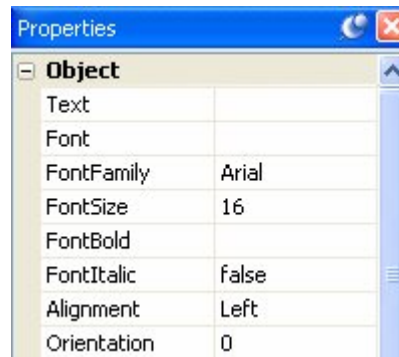 Properties
Object
Text
Font
FontFamily Arial
FontSize 16
FontBold
FontItalic false
Alignment Left
Orientation 0